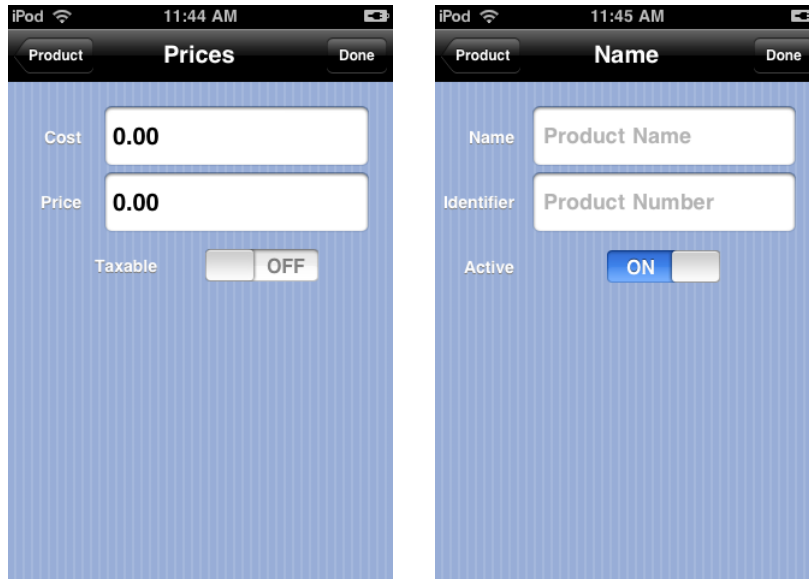 iPod 11:44 AM
Product Prices Done
Cost 0.00
Price 0.00
Taxable OFF
iPod 11:45 AM
Product Name Done
Name Product Name
Identifier Product Number
Active ON